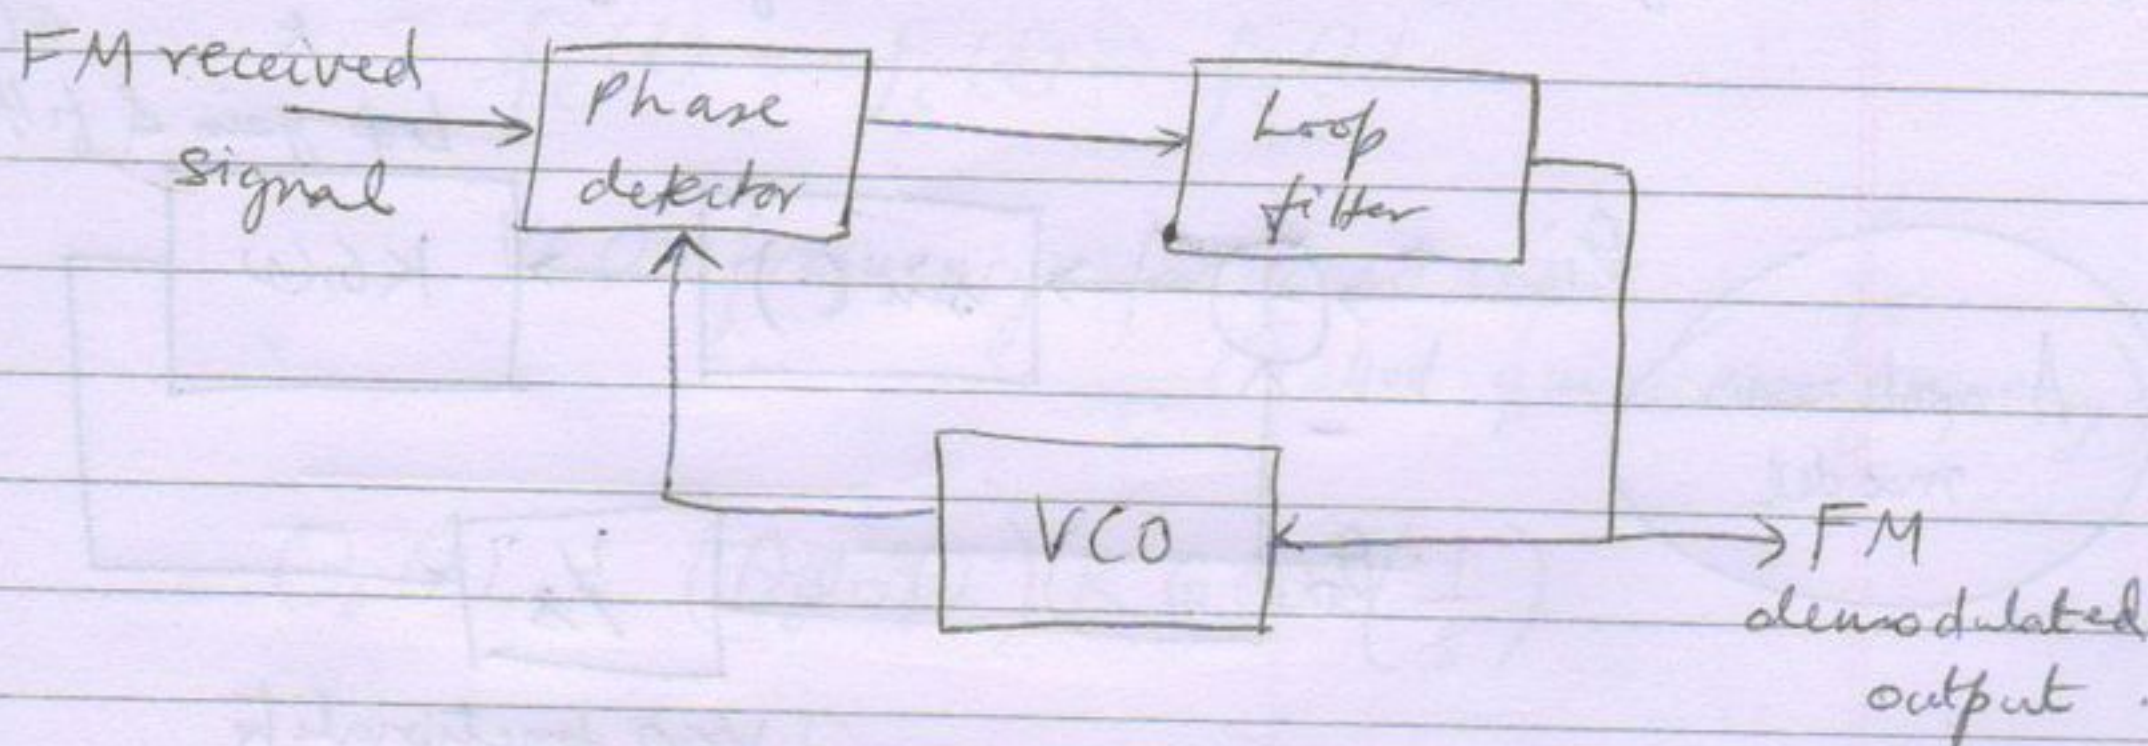 FM received
signal
Phase
detector
Loop
filter
VCO
FM
demodulated
output